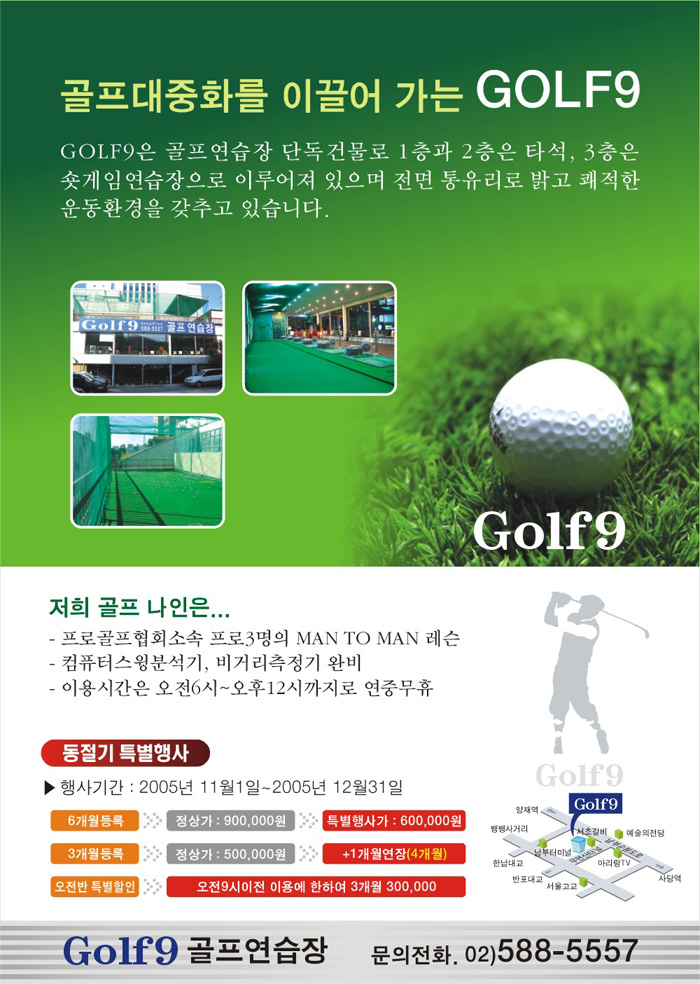 골프대중화를 이끌어 가는 GOLF9
GOLF9은 골프연습장 단독건물로 1층과 2층은 타석, 3층은
숏게임연습장으로 이루어져 있으며 전면 통유리로 밝고 쾌적한
운동환경을 갖추고 있습니다.
Golf9 588-5557 골프연습장
Golf9
저희 골프 나인은...
- 프로골프협회소속 프로3명의 MAN TO MAN 레슨
- 컴퓨터스윙분석기, 비거리측정기 완비
- 이용시간은 오전6시~오후12시까지로 연중무휴
Golf9
동절기 특별행사
▶ 행사기간 : 2005년 11월1일~2005년 12월31일
6개월등록 정상가 : 900,000원 특별행사가 : 600,000원
3개월등록 정상가 : 500,000원 +1개월연장(4개월)
오전반 특별할인 오전9시이전 이용에 한하여 3개월 300,000
Golf9
양재역
뱅뱅사거리
서초갈비
예술의전당
한남대교
남부터미널
아리랑TV
반포대교
서울고교
사당역
Golf9 골프연습장 문의전화. 02)588-5557